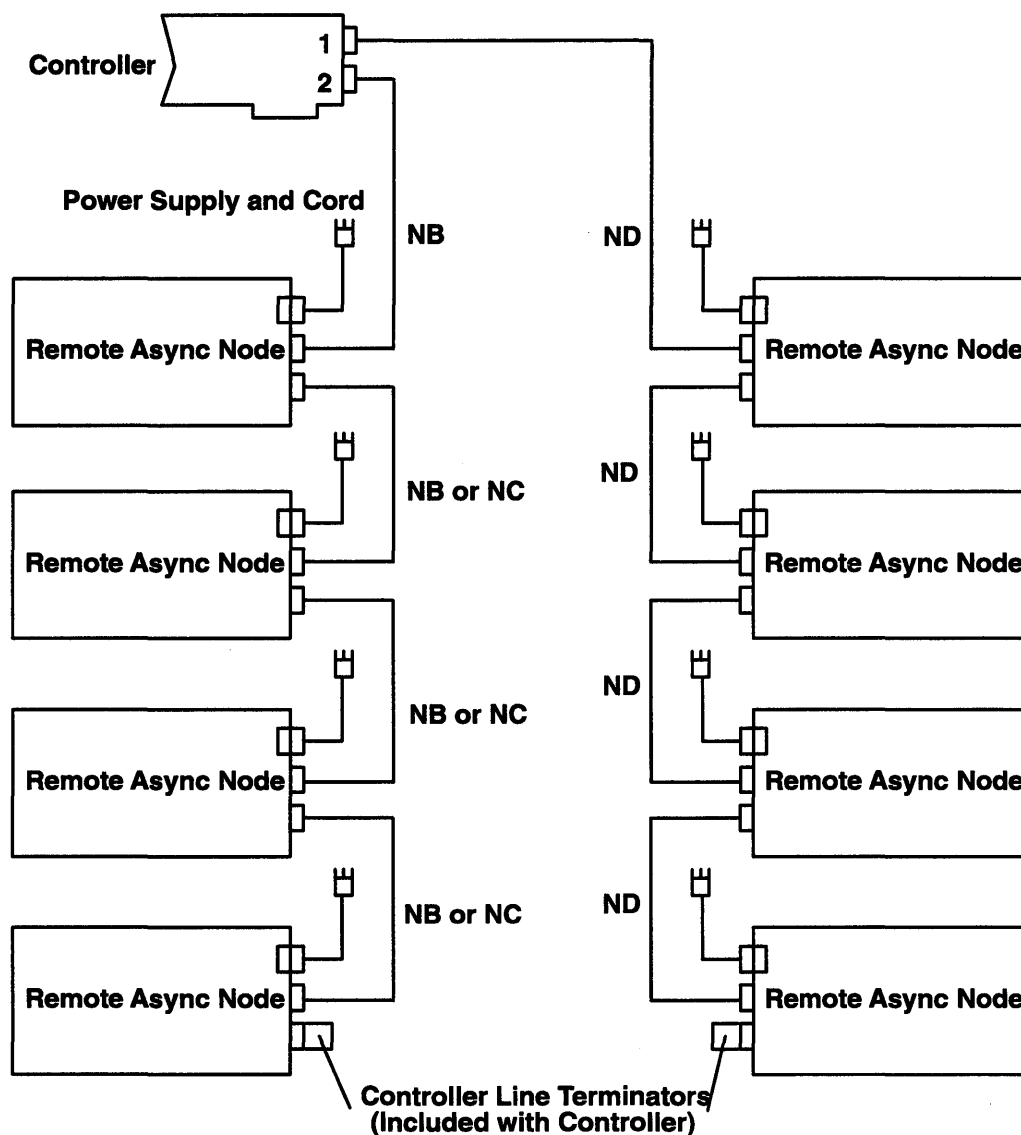 1
Controller
2
Power Supply and Cord
NB
ND
Remote Async Node
Remote Async Node
NB or NC
ND
Remote Async Node
Remote Async Node
NB or NC
ND
Remote Async Node
Remote Async Node
NB or NC
ND
Remote Async Node
Remote Async Node
Controller Line Terminators
(Included with Controller)